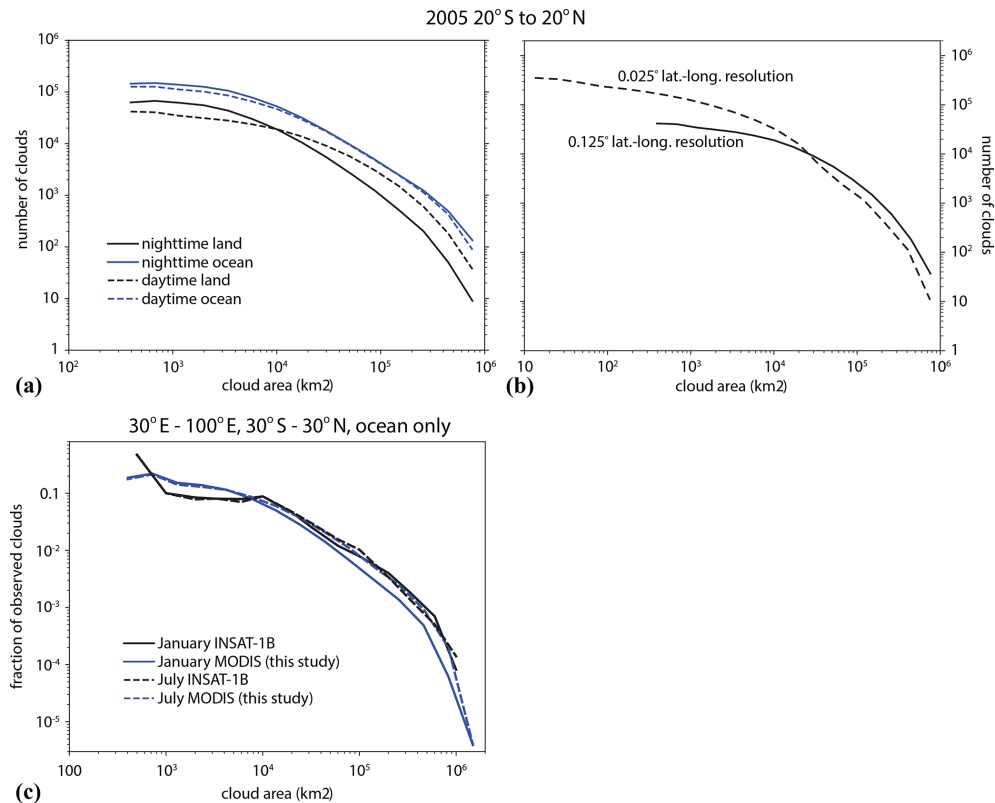 2005 20°S to 20°N
10⁶
10⁵
10⁴
10³
10²
10
1
number of clouds
nighttime land
nighttime ocean
daytime land
daytime ocean
10² 10³ 10⁴ 10⁵ 10⁶
cloud area (km2)
(a)
0.025° lat.-long. resolution
0.125° lat.-long. resolution
10⁶
10⁵
10⁴
10³
10²
10
1
number of clouds
10 10² 10³ 10⁴ 10⁵ 10⁶
cloud area (km2)
(b)
30°E - 100°E, 30°S - 30°N, ocean only
0.1
10⁻²
10⁻³
10⁻⁴
10⁻⁵
fraction of observed clouds
January INSAT-1B
January MODIS (this study)
July INSAT-1B
July MODIS (this study)
100 10³ 10⁴ 10⁵ 10⁶
cloud area (km2)
(c)